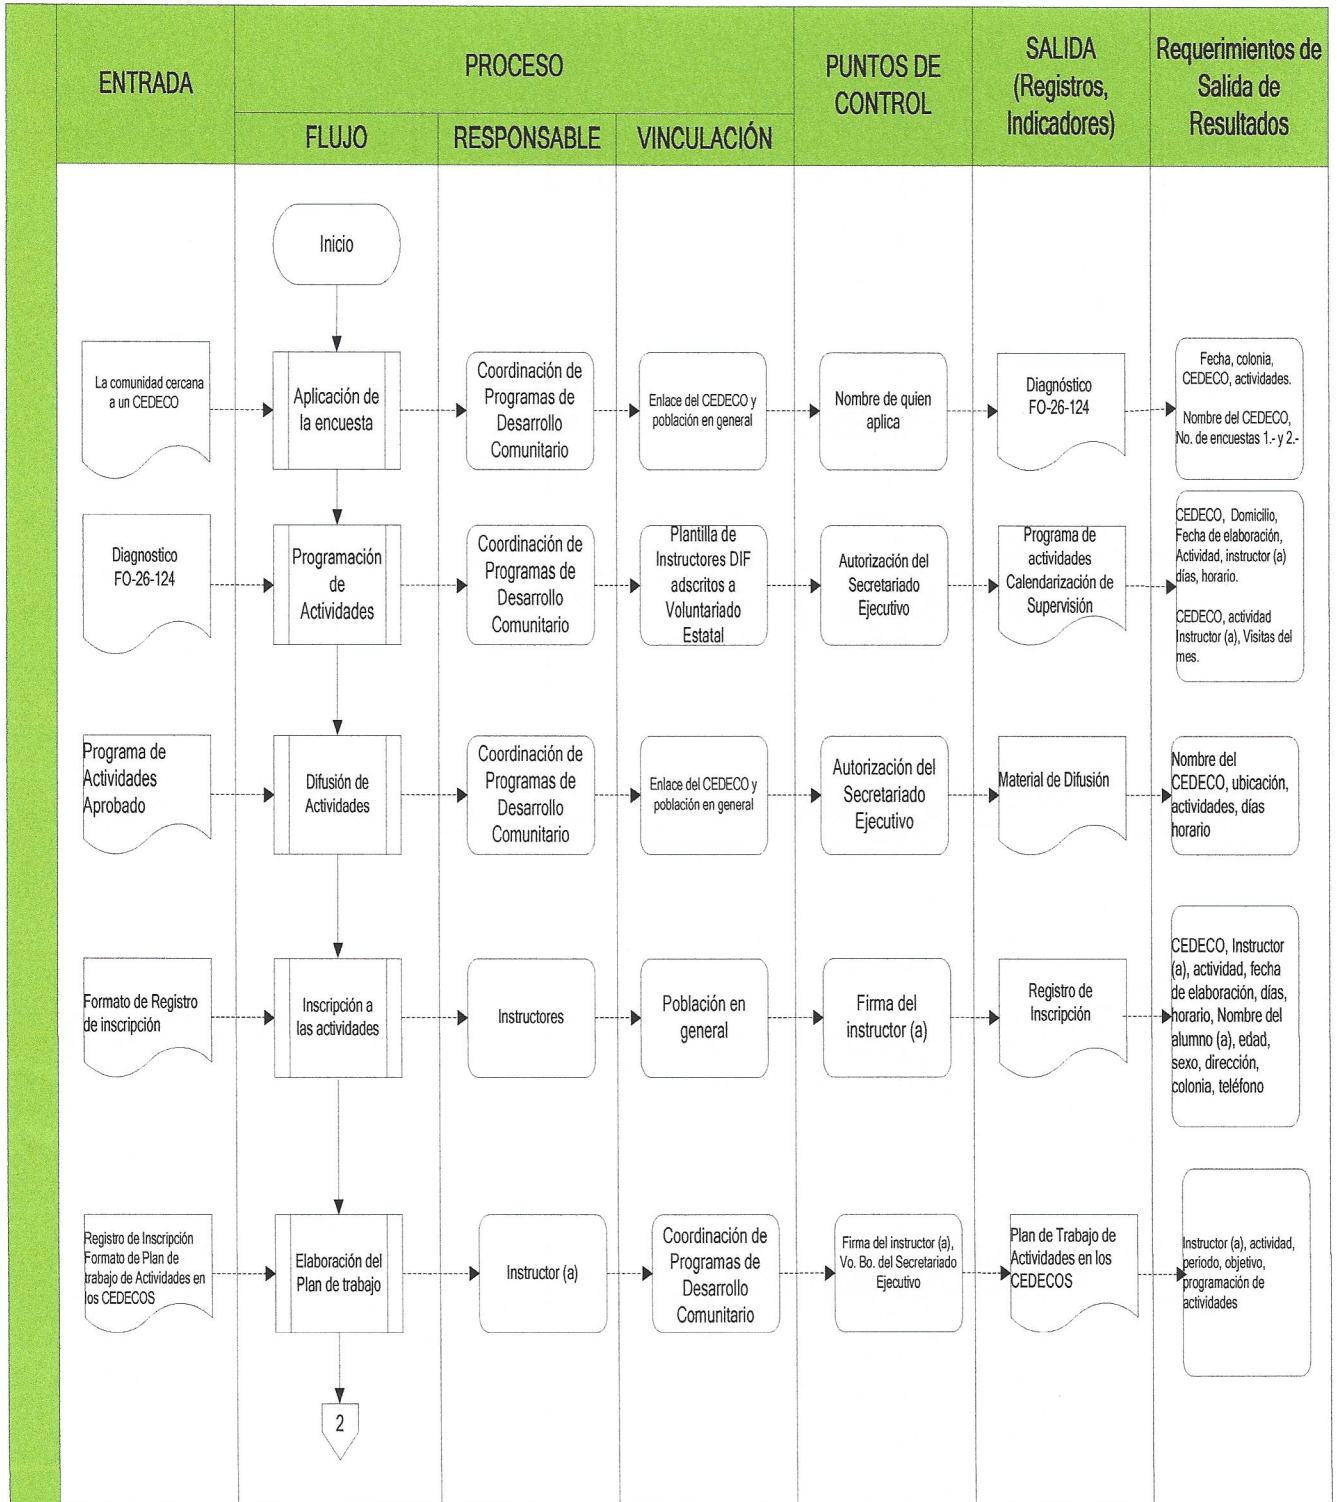 ENTRADA
PROCESO
FLUJO
RESPONSABLE
VINCULACIÓN
PUNTOS DE
CONTROL
SALIDA
(Registros,
Indicadores)
Requerimientos de
Salida de
Resultados
Inicio
La comunidad cercana
a un CEDECO
Aplicación de
la encuesta
Coordinación de
Programas de
Desarrollo
Comunitario
Enlace del CEDECO y
población en general
Nombre de quien
aplica
Diagnóstico
FO-26-124
Fecha, colonia,
CEDECO, actividades.
Nombre del CEDECO,
No. de encuestas 1.- y 2.-
Diagnostico
FO-26-124
Programación
de
Actividades
Coordinación de
Programas de
Desarrollo
Comunitario
Plantilla de
Instructores DIF
adscritos a
Voluntariado
Estatal
Autorización del
Secretariado
Ejecutivo
Programa de
actividades
Calendarización de
Supervisión
CEDECO, Domicilio,
Fecha de elaboración,
Actividad, instructor (a)
días, horario.
CEDECO, actividad
Instructor (a), Visitas del
mes.
Programa de
Actividades
Aprobado
Difusión de
Actividades
Coordinación de
Programas de
Desarrollo
Comunitario
Enlace del CEDECO y
población en general
Autorización del
Secretariado
Ejecutivo
Material de Difusión
Nombre del
CEDECO, ubicación,
actividades, días
horario
Formato de Registro
de inscripción
Inscripción a
las actividades
Instructores
Población en
general
Firma del
instructor (a)
Registro de
Inscripción
CEDECO, Instructor
(a), actividad, fecha
de elaboración, días,
horario, Nombre del
alumno (a), edad,
sexo, dirección,
colonia, teléfono
Registro de Inscripción
Formato de Plan de
trabajo de Actividades en
los CEDECOS
Elaboración del
Plan de trabajo
Instructor (a)
Coordinación de
Programas de
Desarrollo
Comunitario
Firma del instructor (a),
Vo. Bo. del Secretariado
Ejecutivo
Plan de Trabajo de
Actividades en los
CEDECOS
Instructor (a), actividad,
periodo, objetivo,
programación de
actividades
2